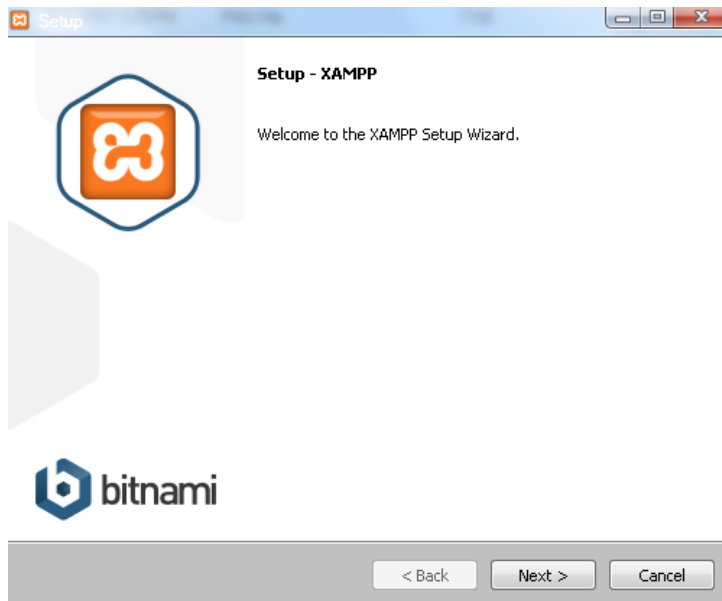 Setup
Setup - XAMPP
Welcome to the XAMPP Setup Wizard.
bitnami
< Back
Next >
Cancel